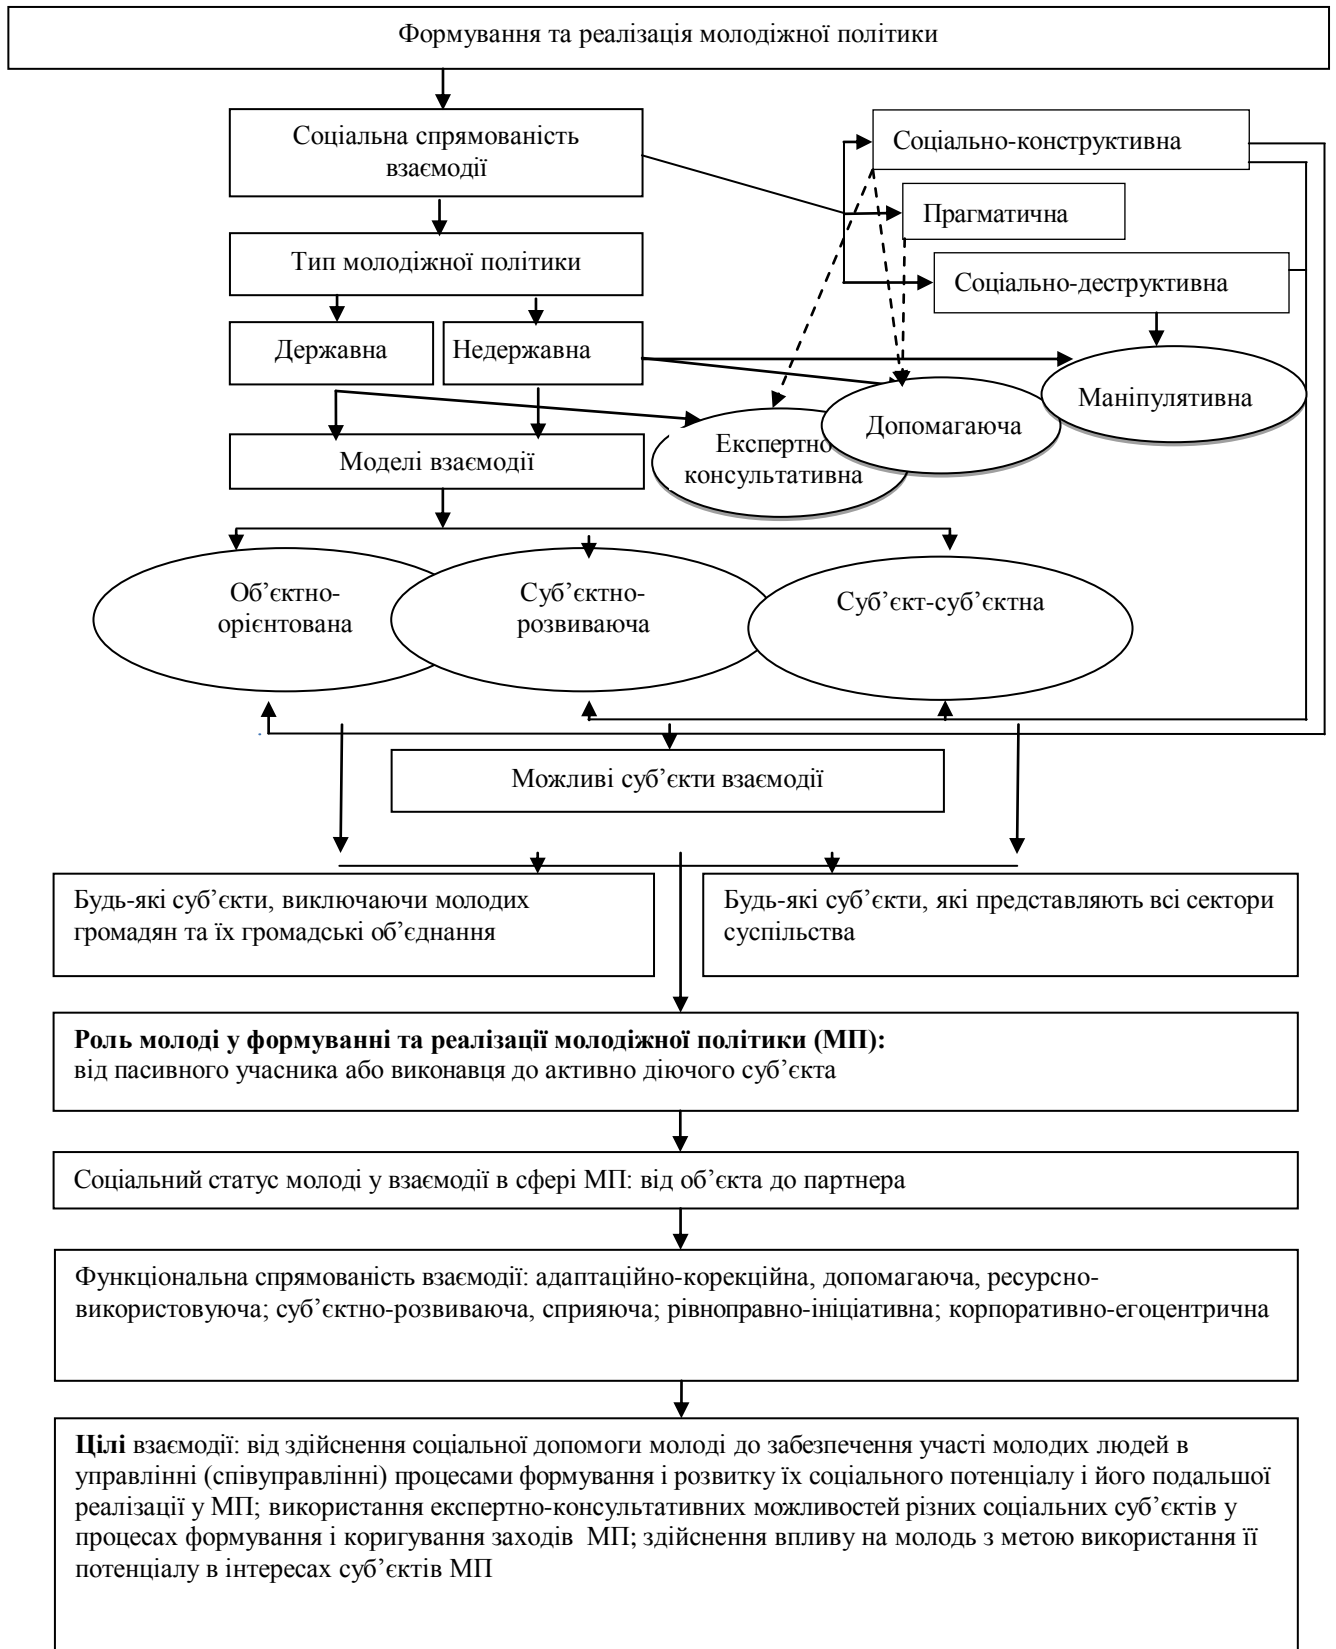 Формування та реалізація молодіжної політики
Соціальна спрямованість
взаємодії
Соціально-конструктивна
Прагматична
Тип молодіжної політики
Соціально-деструктивна
Державна
Недержавна
Маніпулятивна
Допомагаюча
Експертно
консультативна
Моделі взаємодії
Об’єктно-
орієнтована
Суб’єктно-
розвиваюча
Суб’єкт-суб’єктна
Можливі суб’єкти взаємодії
Будь-які суб’єкти, виключаючи молодих
громадян та їх громадські об’єднання
Будь-які суб’єкти, які представляють всі сектори
суспільства
Роль молоді у формуванні та реалізації молодіжної політики (МП):
від пасивного учасника або виконавця до активно діючого суб’єкта
Соціальний статус молоді у взаємодії в сфері МП: від об’єкта до партнера
Функціональна спрямованість взаємодії: адаптаційно-корекційна, допомагаюча, ресурсно-
використовуюча; суб’єктно-розвиваюча, сприяюча; рівноправно-ініціативна; корпоративно-егоцентрична
Цілі взаємодії: від здійснення соціальної допомоги молоді до забезпечення участі молодих людей в
управлінні (співуправлінні) процесами формування і розвитку їх соціального потенціалу і його подальшої
реалізації у МП; використання експертно-консультативних можливостей різних соціальних суб’єктів у
процесах формування і коригування заходів МП; здійснення впливу на молодь з метою використання її
потенціалу в інтересах суб’єктів МП